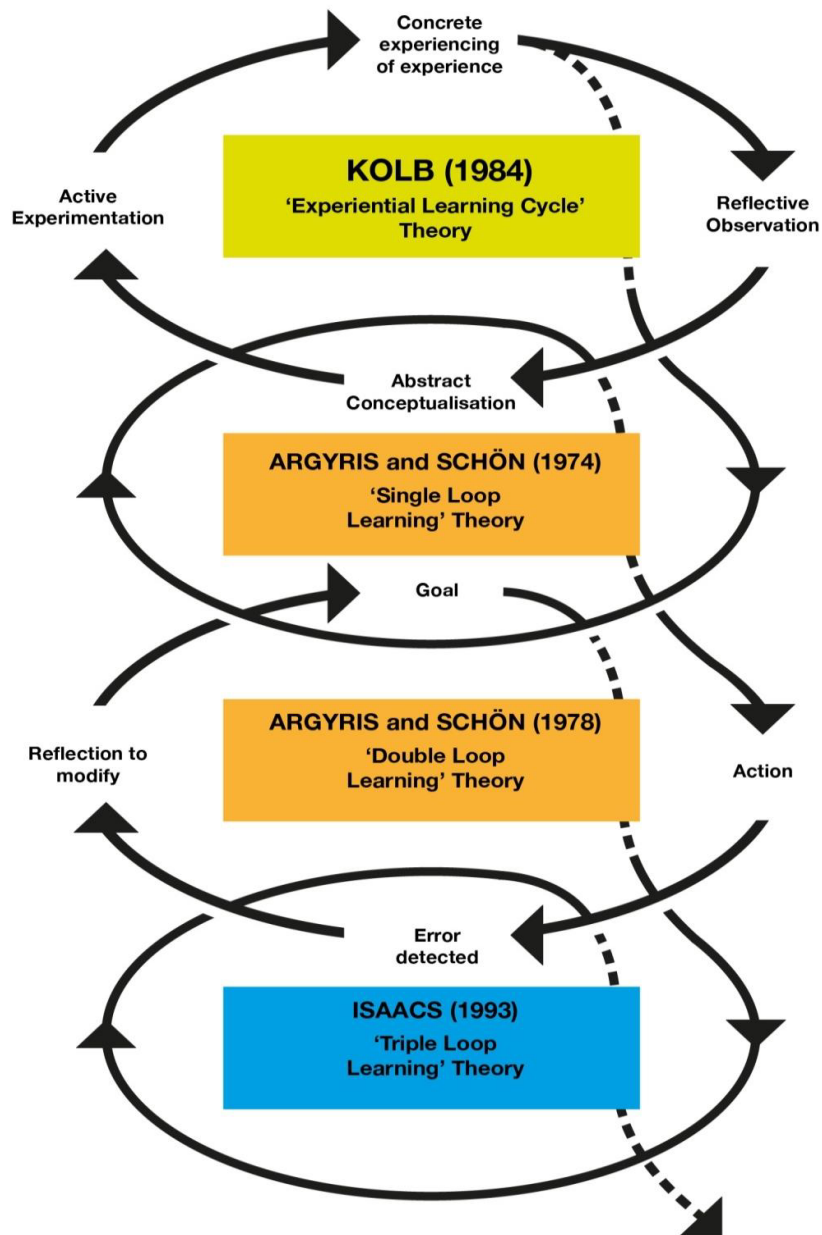 Concrete
experiencing
of experience
KOLB (1984)
‘Experiential Learning Cycle’
Theory
Active
Experimentation
Reflective
Observation
Abstract
Conceptualisation
ARGYRIS and SCHÖN (1974)
‘Single Loop
Learning’ Theory
Goal
ARGYRIS and SCHÖN (1978)
‘Double Loop
Learning’ Theory
Reflection to
modify
Action
Error
detected
ISAACS (1993)
‘Triple Loop
Learning’ Theory